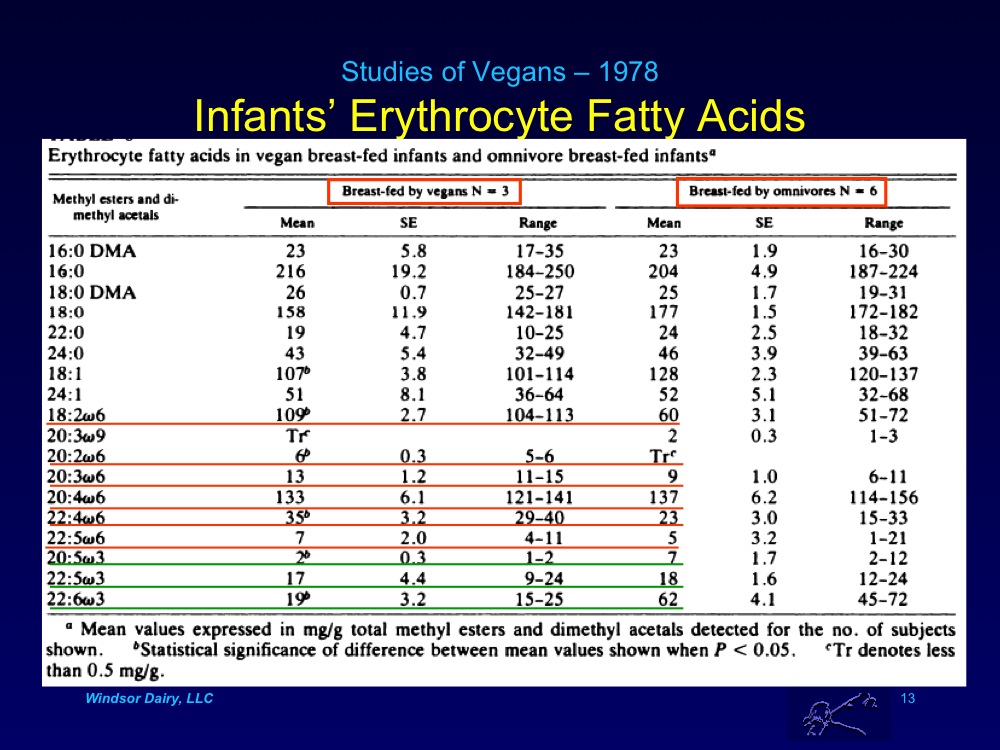 Studies of Vegans – 1978
Infants’ Erythrocyte Fatty Acids
Erythrocyte fatty acids in vegan breast-fed infants and omnivore breast-fed infantsᵃ
Methyl esters and di-methyl acetals Breast-fed by vegans N = 3 Breast-fed by omnivores N = 6
Mean SE Range Mean SE Range
16:0 DMA 23 5.8 17–35 23 1.9 16–30
16:0 216 19.2 184–250 204 4.9 187–224
18:0 DMA 26 0.7 25–27 25 1.7 19–31
18:0 158 11.9 142–181 177 1.5 172–182
22:0 19 4.7 10–25 24 2.5 18–32
24:0 43 5.4 32–49 46 3.9 39–63
18:1 107ᵇ 3.8 101–114 128 2.3 120–137
24:1 51 8.1 36–64 52 5.1 32–68
18:2ω6 109ᵇ 2.7 104–113 60 3.1 51–72
20:3ω9 Trᶜ 2 0.3 1–3
20:2ω6 6ᵇ 0.3 5–6 Trᶜ
20:3ω6 13 1.2 11–15 9 1.0 6–11
20:4ω6 133 6.1 121–141 137 6.2 114–156
22:4ω6 35ᵇ 3.2 29–40 23 3.0 15–33
22:5ω6 7 2.0 4–11 5 3.2 1–21
20:5ω3 2ᵇ 0.3 1–2 7 1.7 2–12
22:5ω3 17 4.4 9–24 18 1.6 12–24
22:6ω3 19ᵇ 3.2 15–25 62 4.1 45–72
ᵃ Mean values expressed in mg/g total methyl esters and dimethyl acetals detected for the no. of subjects
shown. ᵇStatistical significance of difference between mean values shown when P < 0.05. ᶜTr denotes less
than 0.5 mg/g.
Windsor Dairy, LLC
13